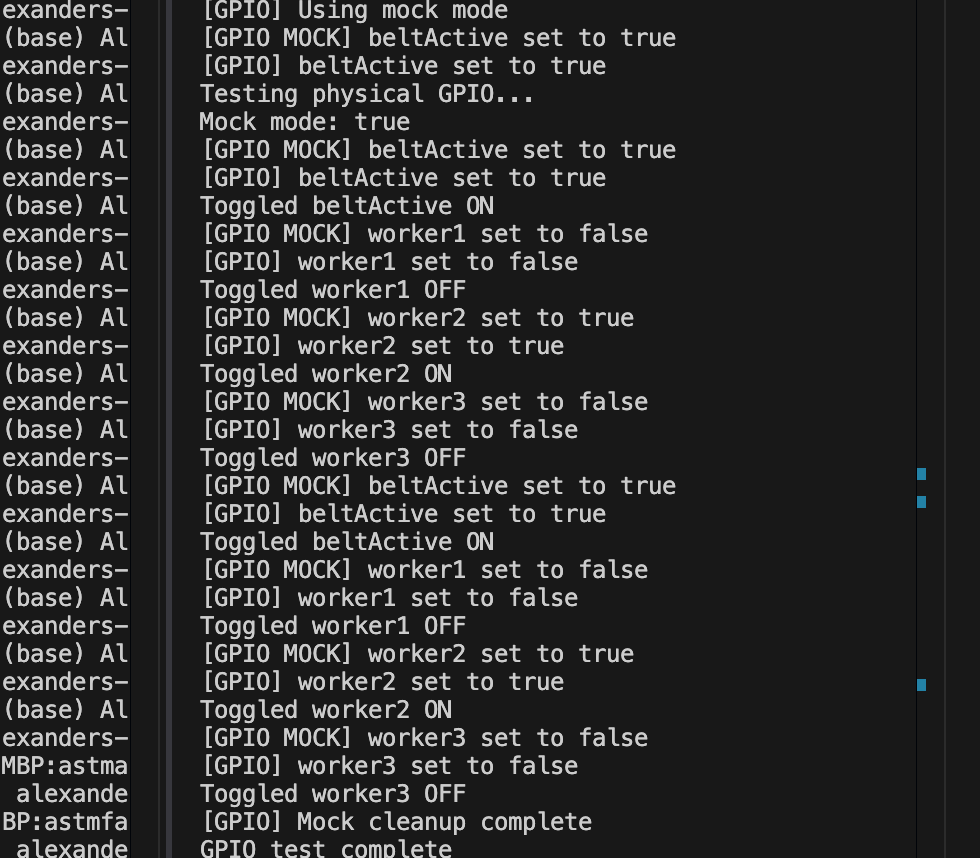 exanders-
(base) Al
exanders-
(base) Al
exanders-
(base) Al
exanders-
(base) Al
exanders-
(base) Al
exanders-
(base) Al
exanders-
(base) Al
exanders-
(base) Al
exanders-
(base) Al
exanders-
(base) Al
exanders-
(base) Al
exanders-
(base) Al
exanders-
(base) Al
exanders-
MBP:astma
alexande
BP:astmfa
alexande
[GPIO] Using mock mode
[GPIO MOCK] beltActive set to true
[GPIO] beltActive set to true
Testing physical GPIO...
Mock mode: true
[GPIO MOCK] beltActive set to true
[GPIO] beltActive set to true
Toggled beltActive ON
[GPIO MOCK] worker1 set to false
[GPIO] worker1 set to false
Toggled worker1 OFF
[GPIO MOCK] worker2 set to true
[GPIO] worker2 set to true
Toggled worker2 ON
[GPIO MOCK] worker3 set to false
[GPIO] worker3 set to false
Toggled worker3 OFF
[GPIO MOCK] beltActive set to true
[GPIO] beltActive set to true
Toggled beltActive ON
[GPIO MOCK] worker1 set to false
[GPIO] worker1 set to false
Toggled worker1 OFF
[GPIO MOCK] worker2 set to true
[GPIO] worker2 set to true
Toggled worker2 ON
[GPIO MOCK] worker3 set to false
[GPIO] worker3 set to false
Toggled worker3 OFF
[GPIO] Mock cleanup complete
GPIO test complete